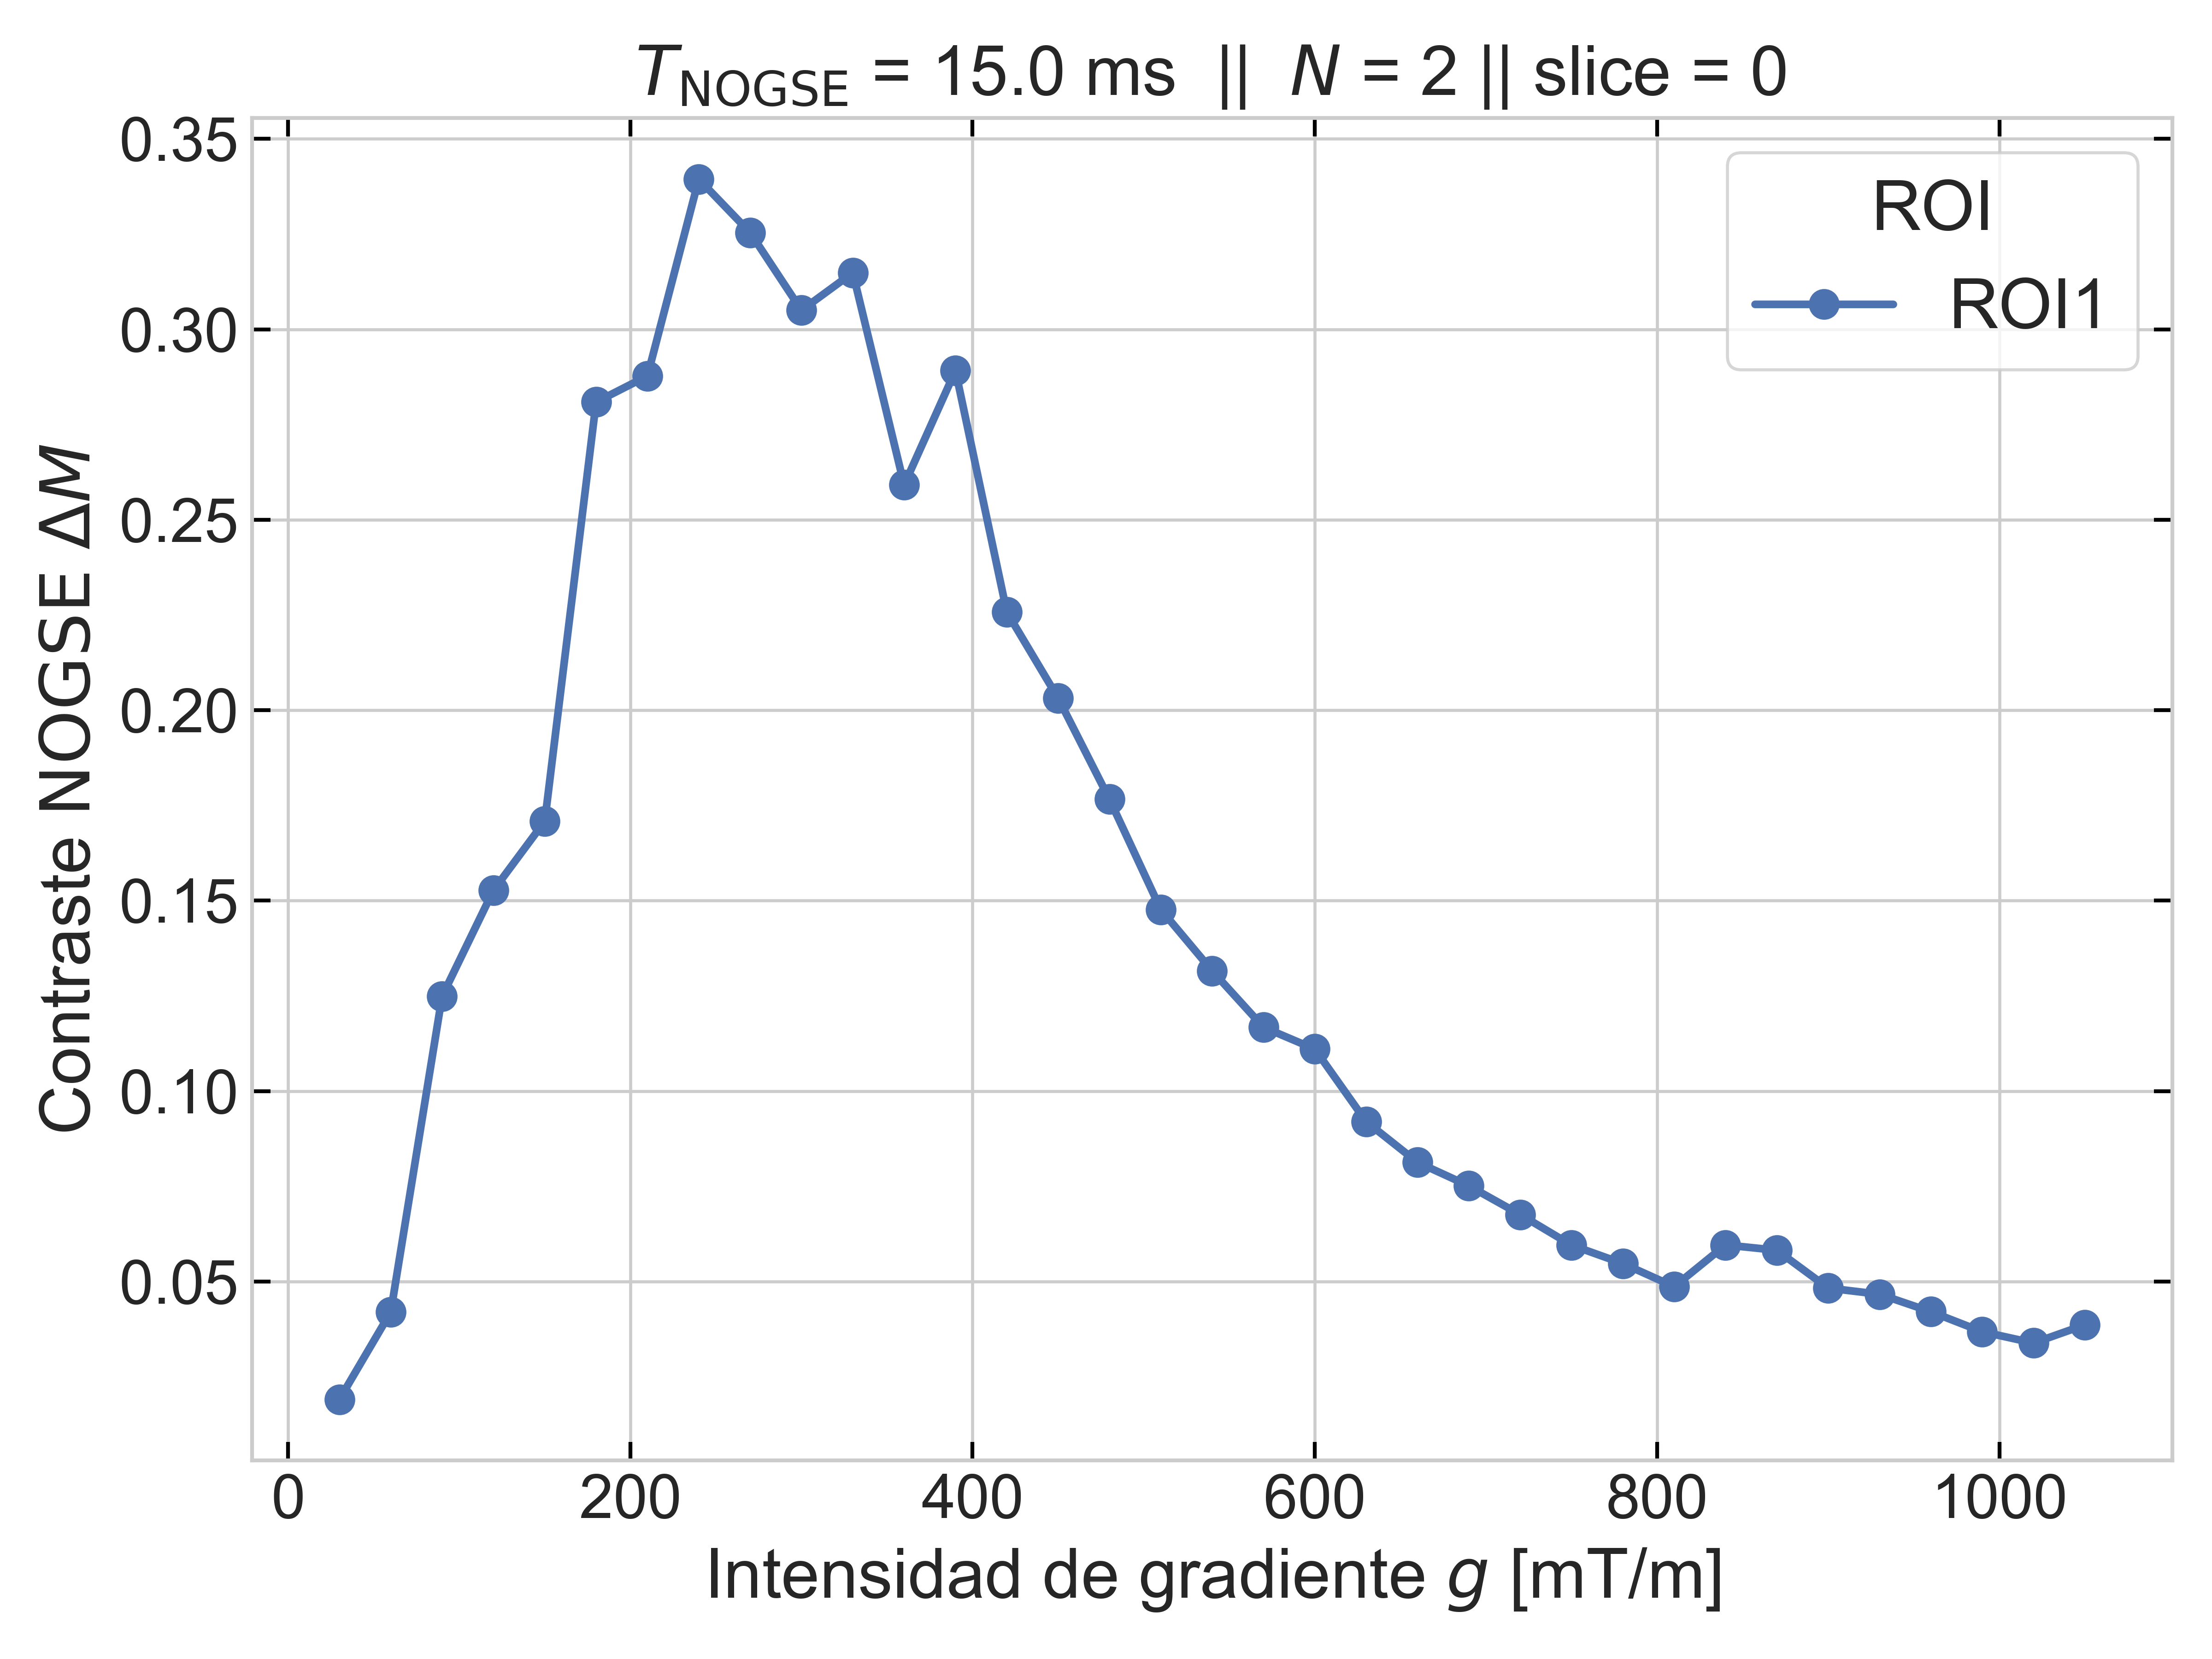 T_NOGSE = 15.0 ms || N = 2 || slice = 0
0.35
0.30
0.25
0.20
0.15
0.10
0.05
Contraste NOGSE ΔM
ROI
ROI1
0 200 400 600 800 1000
Intensidad de gradiente g [mT/m]